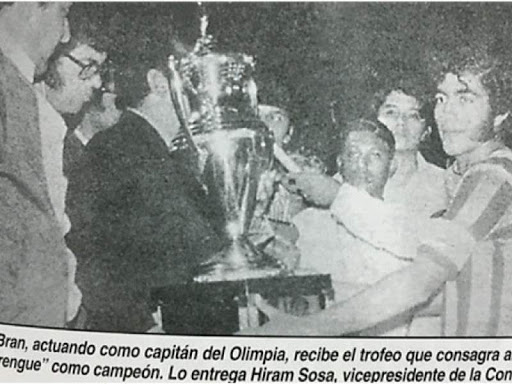 Bran, actuando como capitán del Olimpia, recibe el trofeo que consagra a
rengue” como campeón. Lo entrega Hiram Sosa, vicepresidente de la Con